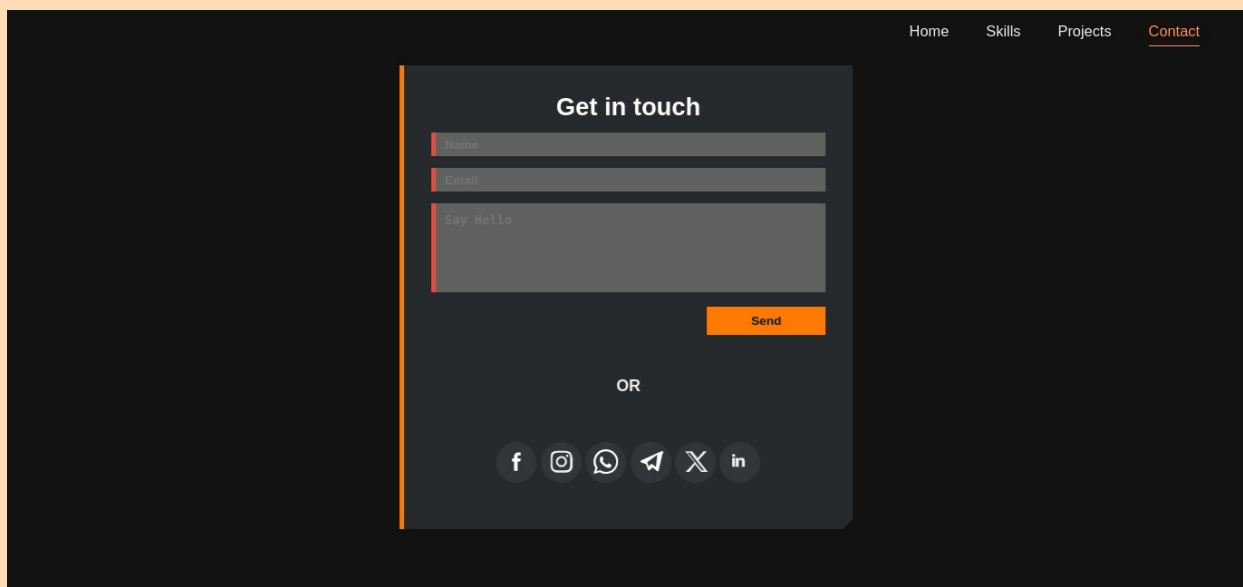 Home Skills Projects Contact
Get in touch
Name
Email
Say Hello
Send
OR